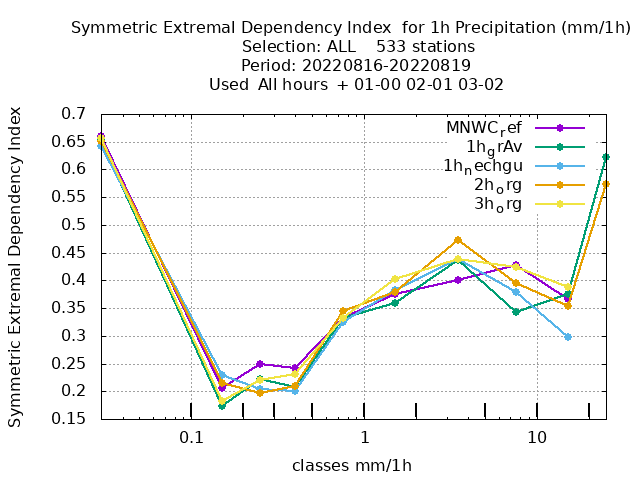 Symmetric Extremal Dependency Index  for 1h Precipitation (mm/1h)
Selection: ALL    533 stations
Period: 20220816-20220819
Used  All hours  + 01-00 02-01 03-02
Symmetric Extremal Dependency Index
0.7
0.65
0.6
0.55
0.5
0.45
0.4
0.35
0.3
0.25
0.2
0.15
MNWC_ref
1h_grAv
1h_nechgu
2h_org
3h_org
0.1 1 10
classes mm/1h